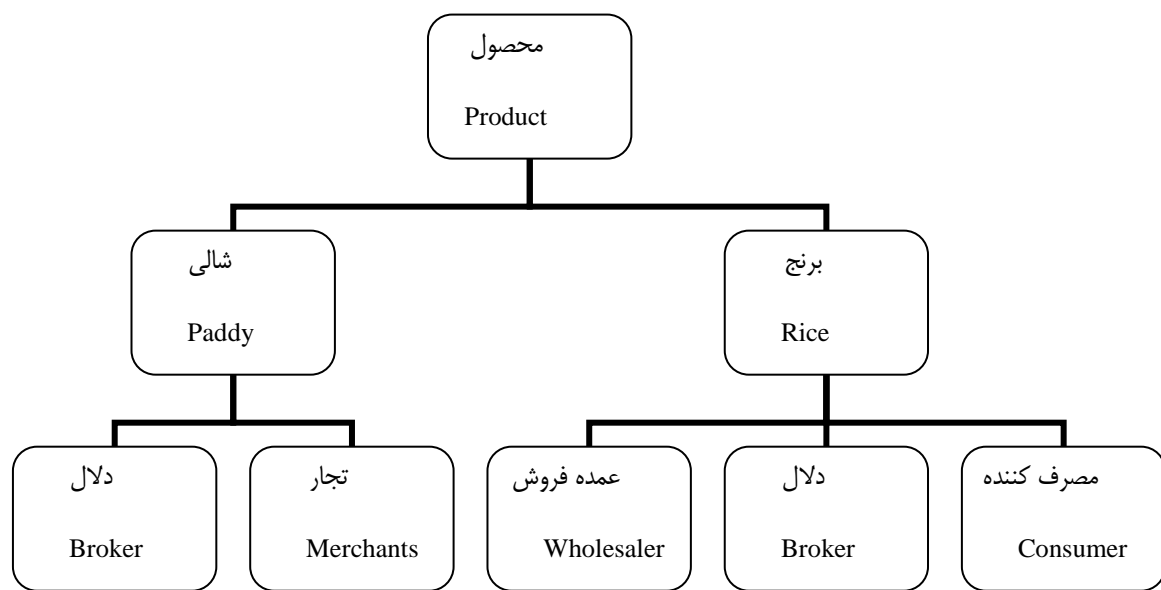 محصول
Product
شالی
Paddy
برنج
Rice
دلال
Broker
تجار
Merchants
عمده فروش
Wholesaler
دلال
Broker
مصرف کننده
Consumer